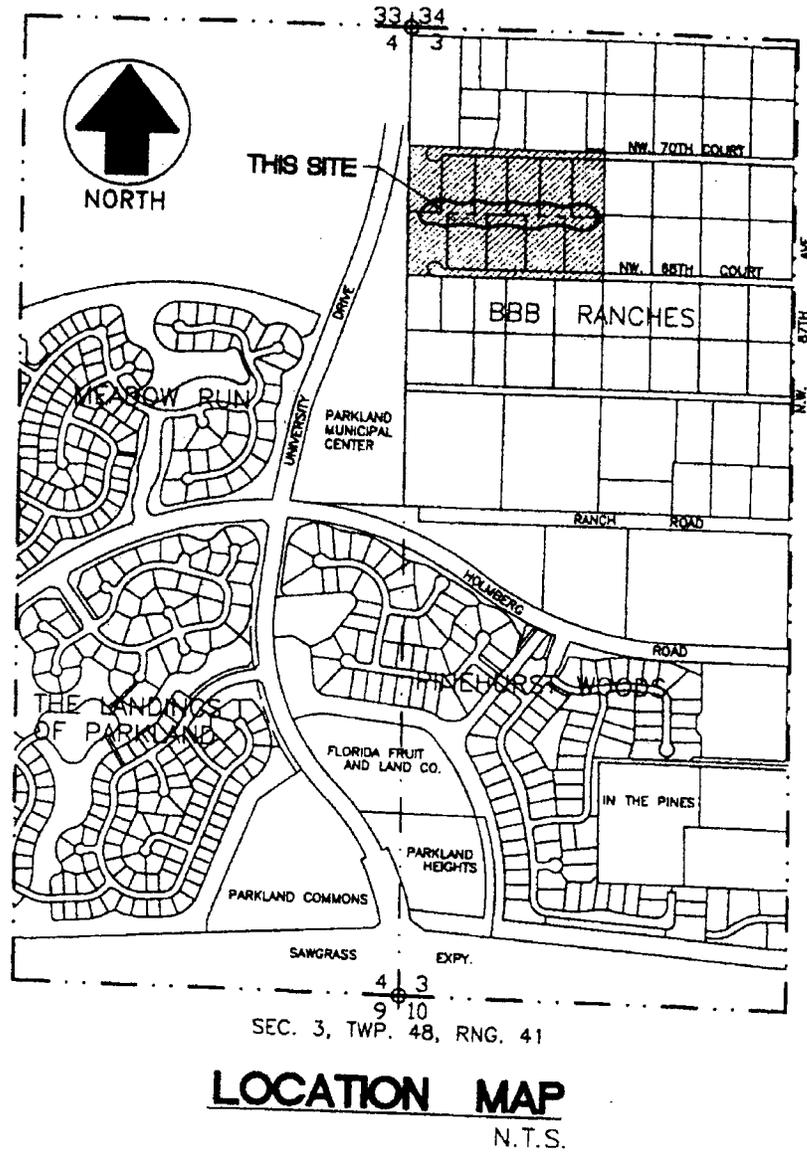 33 34
4 3
NORTH
THIS SITE
NW. 70TH COURT
NW. 68TH COURT
N.W. 87TH AVE
BBB RANCHES
MEADOW RUN
UNIVERSITY DRIVE
PARKLAND
MUNICIPAL
CENTER
RANCH ROAD
HOLMBERG ROAD
PINEHURST WOODS
THE LANDINGS
OF PARKLAND
FLORIDA FRUIT
AND LAND CO.
IN THE PINES
PARKLAND
HEIGHTS
PARKLAND COMMONS
SAWGRASS EXPY.
4 3
9 10
SEC. 3, TWP. 48, RNG. 41
LOCATION MAP
N.T.S.